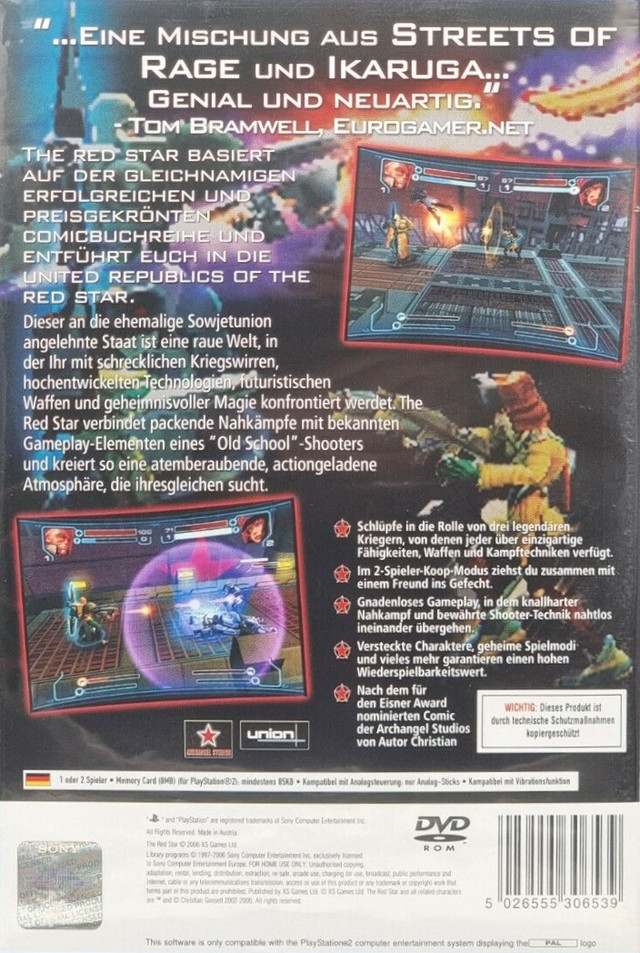 "...Eine Mischung aus Streets of
Rage und Ikaruga...
Genial und neuartig."
- Tom Bramwell, Eurogamer.net
The Red Star basiert
auf der gleichnamigen
erfolgreichen und
preisgekrönten
Comicbuchreihe und
entführt euch in die
United Republics of the
Red Star.
Dieser an die ehemalige Sowjetunion
angelehnte Staat ist eine raue Welt, in
der Ihr mit schrecklichen Kriegswirren,
hochentwickelten Technologien, futuristischen
Waffen und geheimnisvoller Magie konfrontiert werdet. The
Red Star verbindet packende Nahkämpfe mit bekannten
Gameplay-Elementen eines "Old School"-Shooters
und kreiert so eine atemberaubende, actiongeladene
Atmosphäre, die ihresgleichen sucht.
Schlüpfe in die Rolle von drei legendären
Kriegern, von denen jeder über einzigartige
Fähigkeiten, Waffen und Kampftechniken verfügt.
Im 2-Spieler-Koop-Modus ziehst du zusammen mit
einem Freund ins Gefecht.
Gnadenloses Gameplay, in dem knallharter
Nahkampf und bewährte Shooter-Technik nahtlos
ineinander übergehen.
Versteckte Charaktere, geheime Spielmodi
und vieles mehr garantieren einen hohen
Wiederspielbarkeitswert.
Nach dem für
den Eisner Award
nominierten Comic
der Archangel Studios
von Autor Christian
WICHTIG: Dieses Produkt ist
durch technische Schutzmaßnahmen
kopiergeschützt
ARCHANGEL STUDIOS
union
1 oder 2 Spieler • Memory Card (8MB) (für PlayStation®2): mindestens 85KB • Kompatibel mit Analogsteuerung: nur Analog-Sticks • Kompatibel mit Vibrationsfunktion
" and "PlayStation" are registered trademarks of Sony Computer Entertainment Inc.
All Rights Reserved. Made in Austria.
The Red Star © 2006 XS Games Ltd.
Library programs © 1997-2006 Sony Computer Entertainment Inc. exclusively licensed
to Sony Computer Entertainment Europe. FOR HOME USE ONLY. Unauthorised copying,
adaptation, rental, lending, distribution, extraction, re-sale, arcade use, charging for use, broadcast, public performance and
internet, cable or any telecommunications transmission, access or use of this product or any trademark or copyright work that
forms part of this product are prohibited. Published by XS Games Ltd. © XS Games Ltd. The Red Star and all related characters
are ™ and © Christian Gossett 2002-2006. All rights reserved.
SONY
DVD
ROM
5 026555 306539
This software is only compatible with the PlayStation2 computer entertainment system displaying the PAL logo